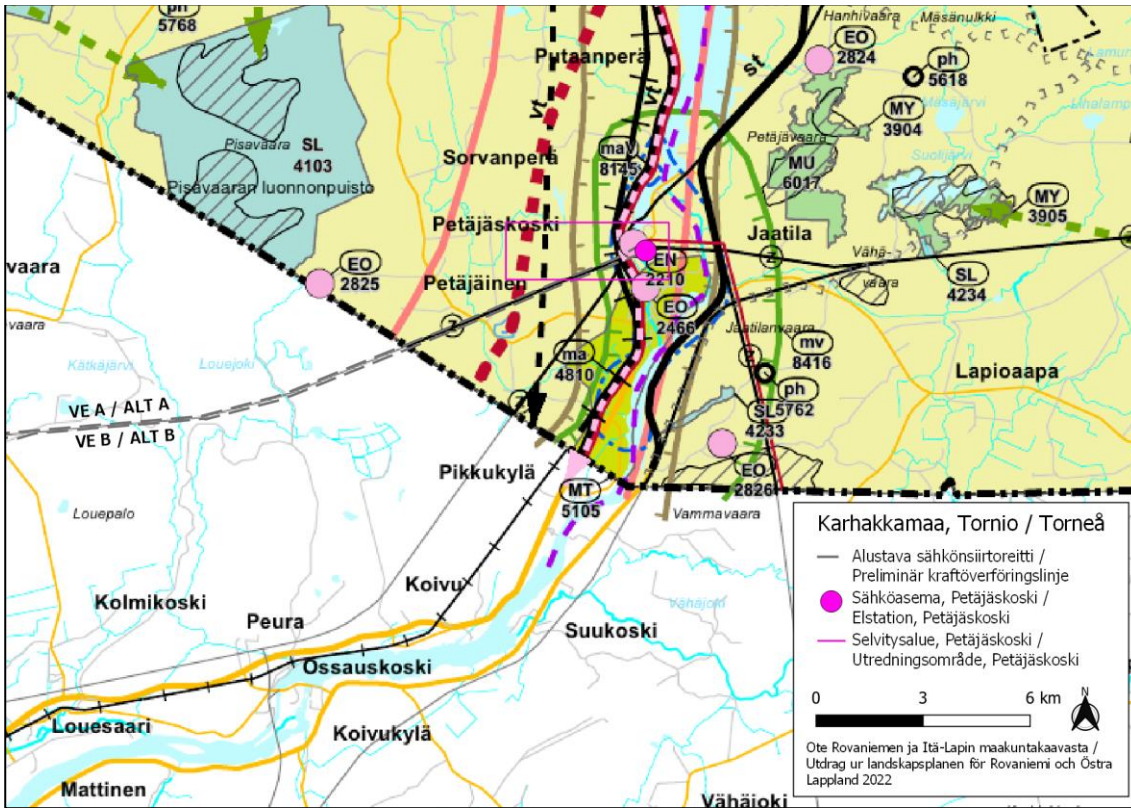 ph
5768
Hanhivaara
Mäsänulkki
Putaanperä
EO
2824
ph
5618
vt
vt
st
MY
3904
Mäsäjärvi
Petäjävaara
Pisavaara
SL
4103
Pisavaaran luonnonpuisto
Sorvanperä
maV
8145
MU
6017
Suolijärvi
MY
3905
Petäjäskoski
Jaatila
vaara
EO
2825
Petäjäinen
EN
2210
Z
Vähä-
vaara
SL
4234
vaara
EO
2466
Z
Jaatilanvaara
mv
8416
Kätkäjärvi
Louejoki
ma
4810
Z
Lapioaapa
ph
5762
VE A / ALT A
VE B / ALT B
Z
SL
4233
Pikkukylä
EO
2826
MT
5105
Louepalo
Vammavaara
Koivu
Kolmikoski
Vähäjoki
Peura
Suukoski
Ossauskoski
Louesaari
Koivukylä
Mattinen
Vähäjoki
Karhakkamaa, Tornio / Torneå
Alustava sähkönsiirtoreitti /
Preliminär kraftöverföringslinje
Sähköasema, Petäjäskoski /
Elstation, Petäjäskoski
Selvitysalue, Petäjäskoski /
Utredningsområde, Petäjäskoski
0 3 6 km
N
Ote Rovaniemen ja Itä-Lapin maakuntakaavasta /
Utdrag ur landskapsplanen för Rovaniemi och Östra
Lappland 2022